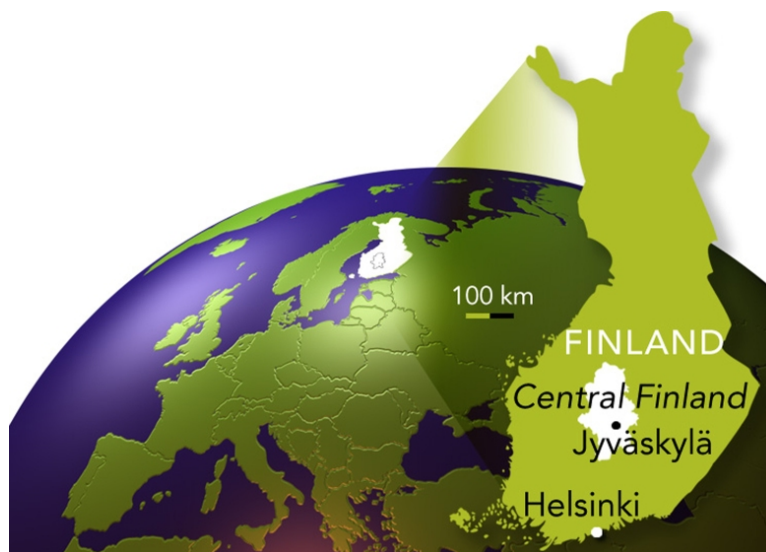 100 km
FINLAND
Central Finland
Jyväskylä
Helsinki